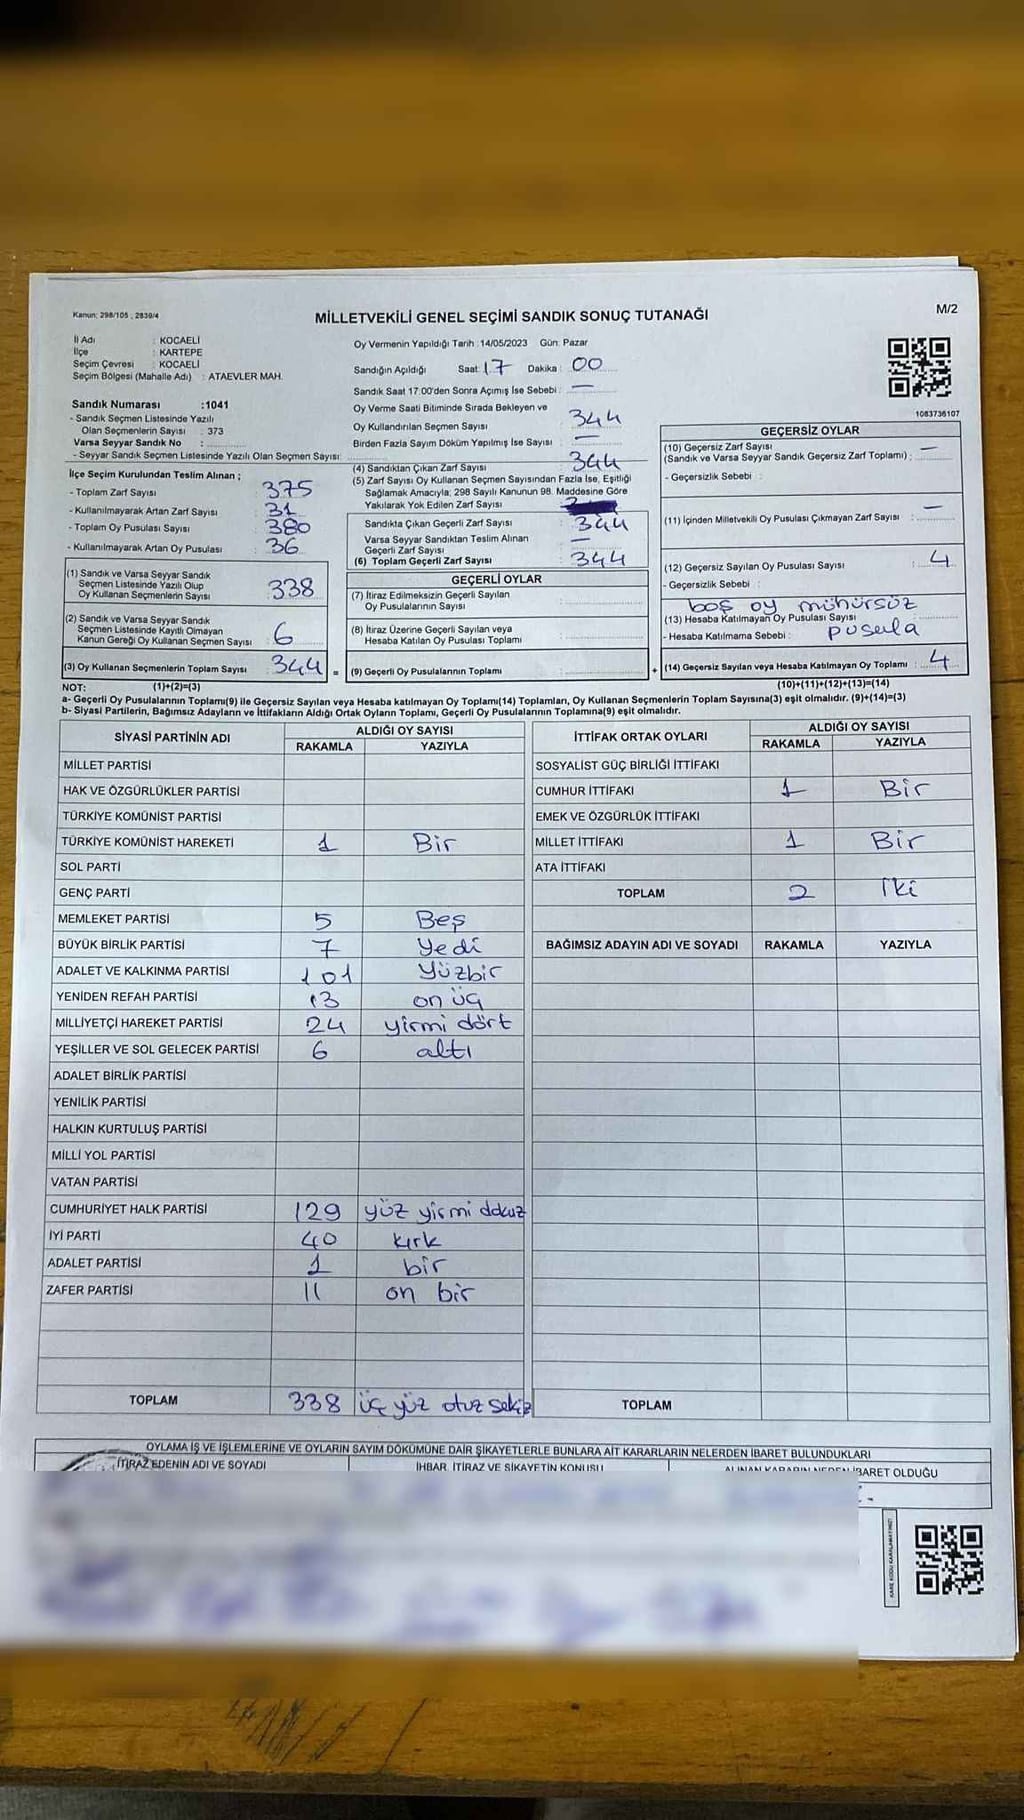 Kanun: 298/105 , 2839/4
MİLLETVEKİLİ GENEL SEÇİMİ SANDIK SONUÇ TUTANAĞI
M/2
İl Adı : KOCAELİ
İlçe : KARTEPE
Seçim Çevresi : KOCAELİ
Seçim Bölgesi (Mahalle Adı) : ATAEVLER MAH.
Sandık Numarası :1041
- Sandık Seçmen Listesinde Yazılı
Olan Seçmenlerin Sayısı : 373
Varsa Seyyar Sandık No :
- Seyyar Sandık Seçmen Listesinde Yazılı Olan Seçmen Sayısı:
Oy Vermenin Yapıldığı Tarih :14/05/2023 Gün: Pazar
Sandığın Açıldığı Saat: 17 Dakika : 00
Sandık Saat 17:00'den Sonra Açımış İse Sebebi : —
Oy Verme Saati Bitiminde Sırada Bekleyen ve
Oy Kullandırılan Seçmen Sayısı : 344
Birden Fazla Sayım Döküm Yapılmış İse Sayısı : —
1083736107
İlçe Seçim Kurulundan Teslim Alınan ;
- Toplam Zarf Sayısı : 375
- Kullanılmayarak Artan Zarf Sayısı : 31
- Toplam Oy Pusulası Sayısı : 380
- Kullanılmayarak Artan Oy Pusulası : 36
(1) Sandık ve Varsa Seyyar Sandık
Seçmen Listesinde Yazılı Olup
Oy Kullanan Seçmenlerin Sayısı : 338
(2) Sandık ve Varsa Seyyar Sandık
Seçmen Listesinde Kayıtlı Olmayan
Kanun Gereği Oy Kullanan Seçmen Sayısı : 6
(3) Oy Kullanan Seçmenlerin Toplam Sayısı : 344 =
(4) Sandıktan Çıkan Zarf Sayısı : 344
(5) Zarf Sayısı Oy Kullanan Seçmen Sayısından Fazla İse, Eşitliği
Sağlamak Amacıyla; 298 Sayılı Kanunun 98. Maddesine Göre
Yakılarak Yok Edilen Zarf Sayısı :
Sandıkta Çıkan Geçerli Zarf Sayısı : 344
Varsa Seyyar Sandıktan Teslim Alınan
Geçerli Zarf Sayısı : —
(6) Toplam Geçerli Zarf Sayısı : 344
GEÇERLİ OYLAR
(7) İtiraz Edilmeksizin Geçerli Sayılan
Oy Pusulalarının Sayısı :
(8) İtiraz Üzerine Geçerli Sayılan veya
Hesaba Katılan Oy Pusulası Toplamı :
(9) Geçerli Oy Pusulalarının Toplamı : +
GEÇERSİZ OYLAR
(10) Geçersiz Zarf Sayısı
(Sandık ve Varsa Seyyar Sandık Geçersiz Zarf Toplamı) : —
- Geçersizlik Sebebi :
(11) İçinden Milletvekili Oy Pusulası Çıkmayan Zarf Sayısı : —
(12) Geçersiz Sayılan Oy Pusulası Sayısı : 4
- Geçersizlik Sebebi :
boş oy mühürsüz
(13) Hesaba Katılmayan Oy Pusulası Sayısı
- Hesaba Katılmama Sebebi : pusula
(14) Geçersiz Sayılan veya Hesaba Katılmayan Oy Toplamı : 4
NOT: (1)+(2)=(3)
(10)+(11)+(12)+(13)=(14)
a- Geçerli Oy Pusulalarının Toplamı(9) ile Geçersiz Sayılan veya Hesaba katılmayan Oy Toplamı(14) Toplamları, Oy Kullanan Seçmenlerin Toplam Sayısına(3) eşit olmalıdır. (9)+(14)=(3)
b- Siyasi Partilerin, Bağımsız Adayların ve İttifakların Aldığı Ortak Oyların Toplamı, Geçerli Oy Pusulalarının Toplamına(9) eşit olmalıdır.
SİYASİ PARTİNİN ADI ALDIĞI OY SAYISI
RAKAMLA YAZIYLA
MİLLET PARTİSİ
HAK VE ÖZGÜRLÜKLER PARTİSİ
TÜRKİYE KOMÜNİST PARTİSİ
TÜRKİYE KOMÜNİST HAREKETİ 1 Bir
SOL PARTİ
GENÇ PARTİ
MEMLEKET PARTİSİ 5 Beş
BÜYÜK BİRLİK PARTİSİ 7 Yedi
ADALET VE KALKINMA PARTİSİ 101 Yüzbir
YENİDEN REFAH PARTİSİ 13 on üç
MİLLİYETÇİ HAREKET PARTİSİ 24 yirmi dört
YEŞİLLER VE SOL GELECEK PARTİSİ 6 altı
ADALET BİRLİK PARTİSİ
YENİLİK PARTİSİ
HALKIN KURTULUŞ PARTİSİ
MİLLİ YOL PARTİSİ
VATAN PARTİSİ
CUMHURİYET HALK PARTİSİ 129 yüz yirmi dokuz
İYİ PARTİ 40 kırk
ADALET PARTİSİ 1 bir
ZAFER PARTİSİ 11 on bir
TOPLAM 338 üç yüz otuz sekiz
İTTİFAK ORTAK OYLARI ALDIĞI OY SAYISI
RAKAMLA YAZIYLA
SOSYALİST GÜÇ BİRLİĞİ İTTİFAKI
CUMHUR İTTİFAKI 1 Bir
EMEK VE ÖZGÜRLÜK İTTİFAKI
MİLLET İTTİFAKI 1 Bir
ATA İTTİFAKI
TOPLAM 2 İki
BAĞIMSIZ ADAYIN ADI VE SOYADI RAKAMLA YAZIYLA
TOPLAM
OYLAMA İŞ VE İŞLEMLERİNE VE OYLARIN SAYIM DÖKÜMÜNE DAİR ŞİKAYETLERLE BUNLARA AİT KARARLARIN NELERDEN İBARET BULUNDUKLARI
İTİRAZ EDENİN ADI VE SOYADI İHBAR, İTİRAZ VE ŞİKAYETİN KONUSU ALINAN KARARIN NEDEN İBARET OLDUĞU